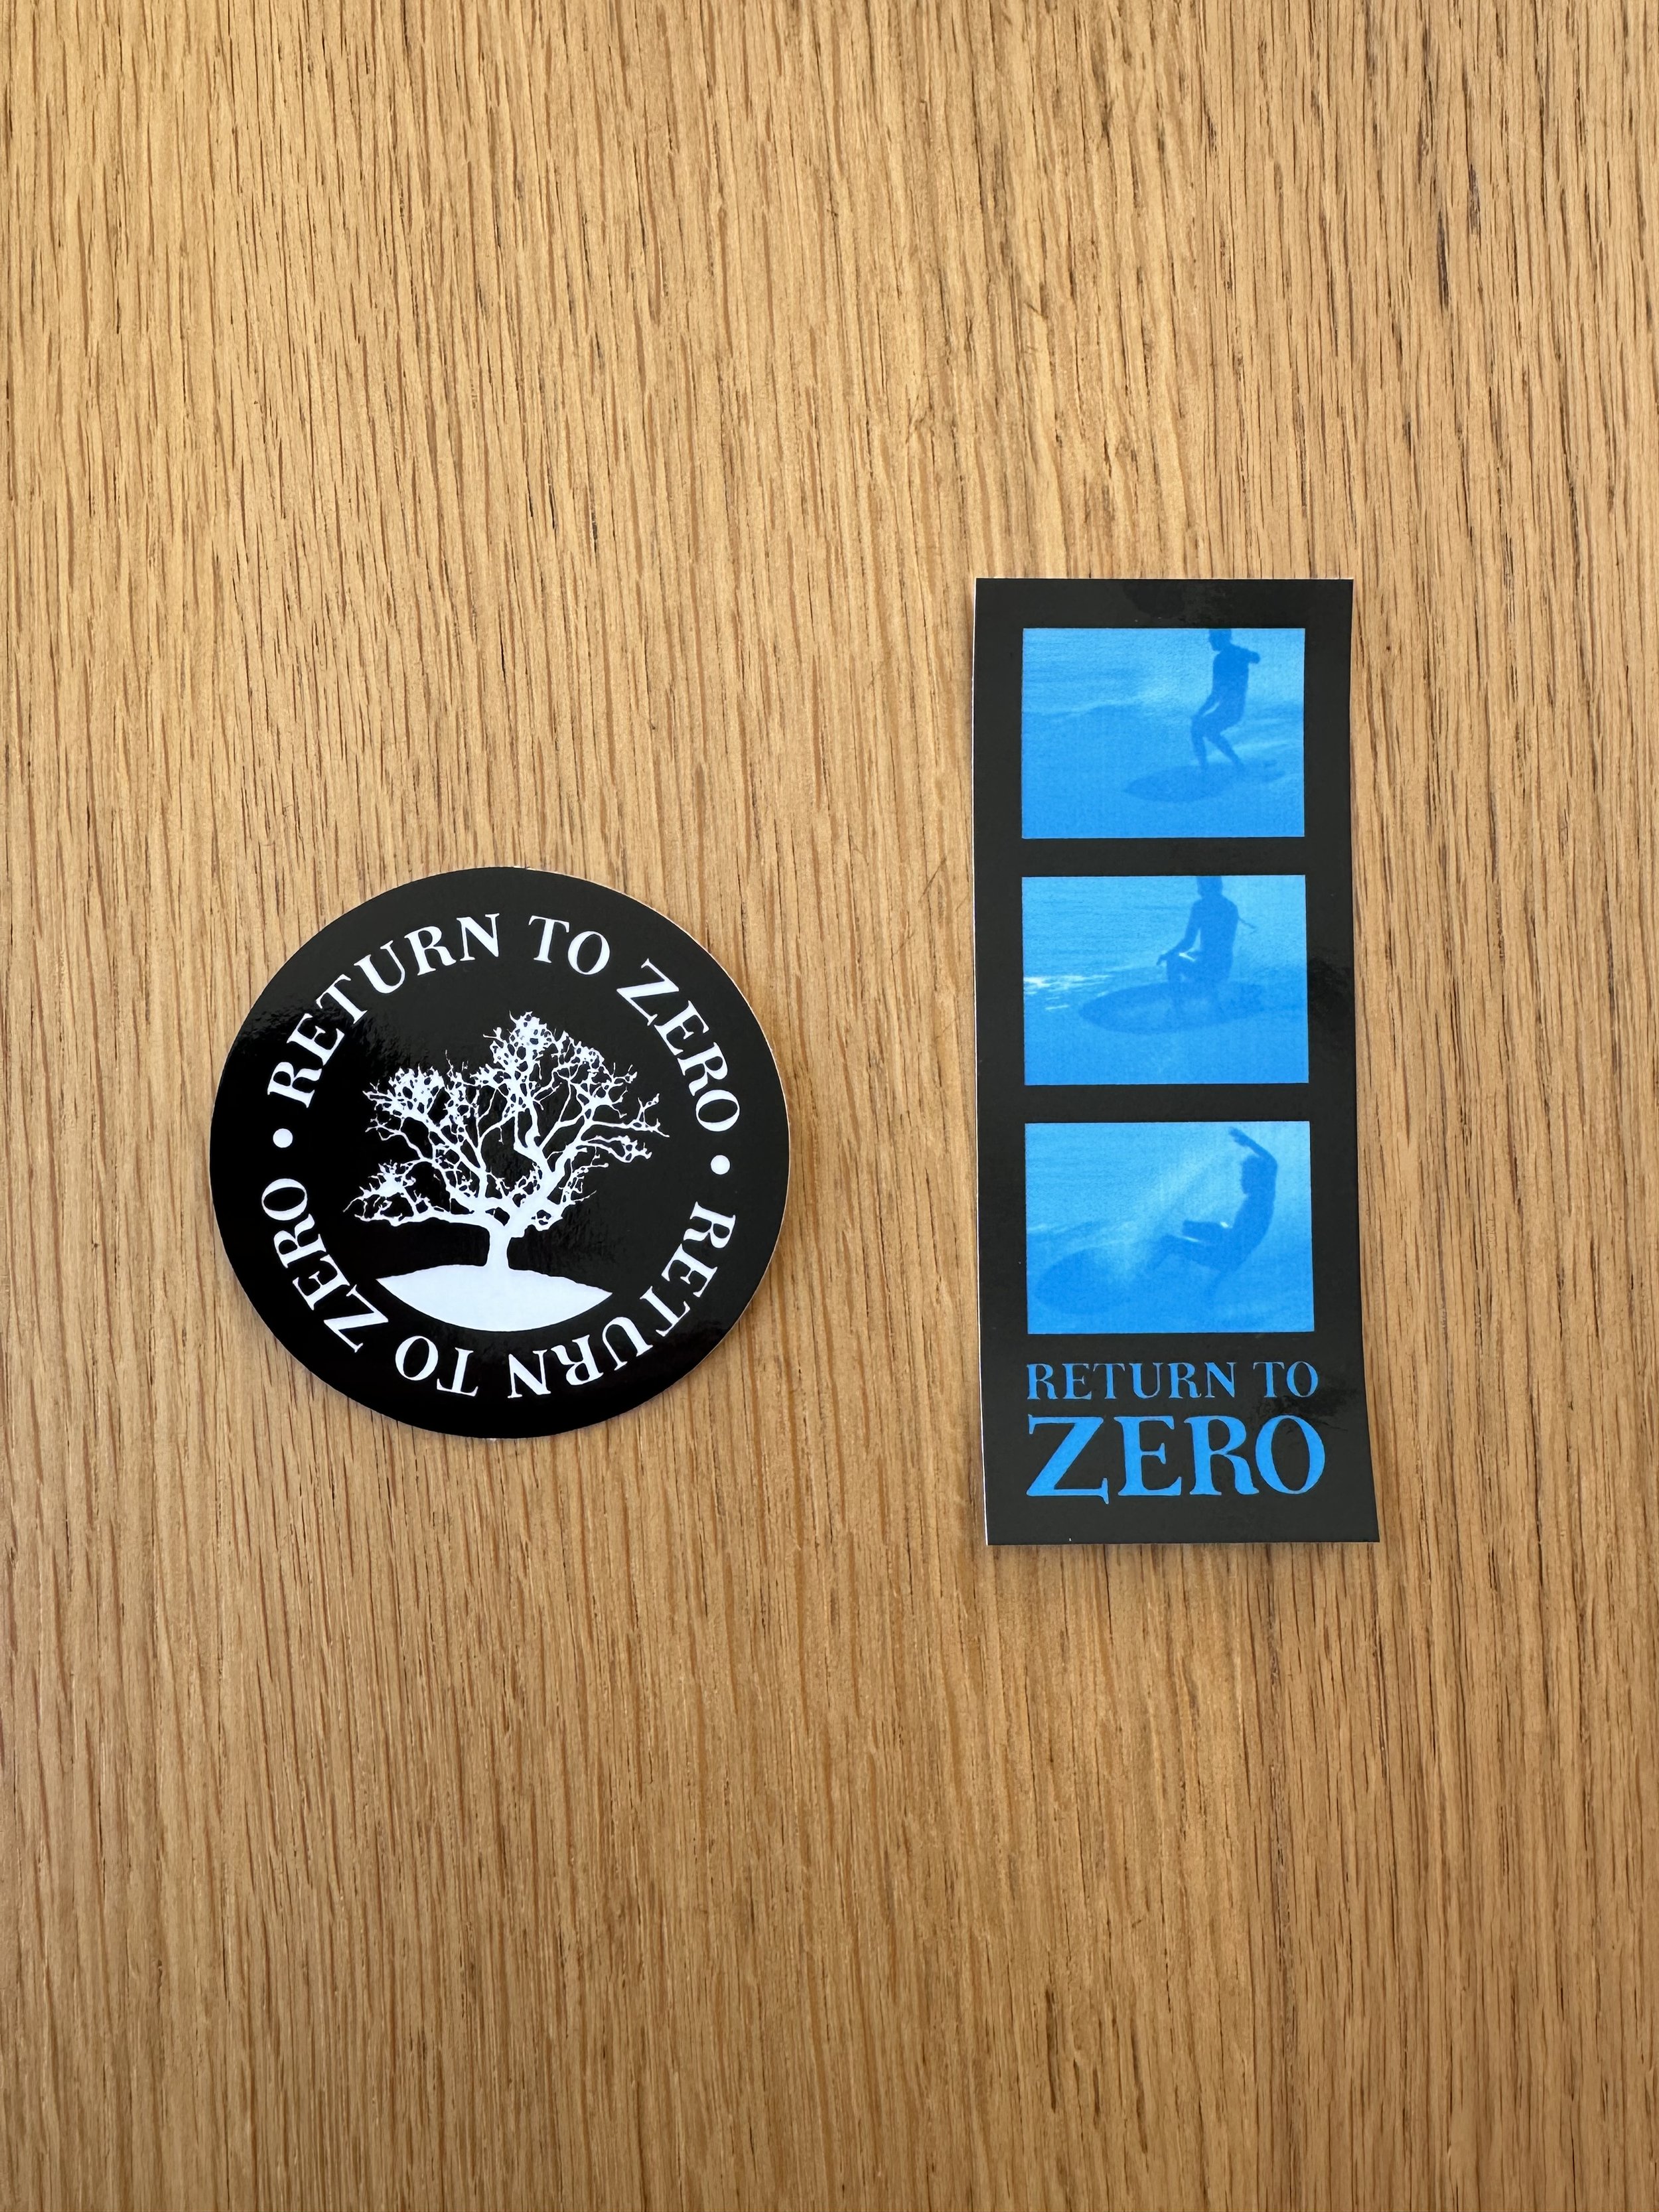 • RETURN TO ZERO • RETURN TO ZERO
RETURN TO
ZERO